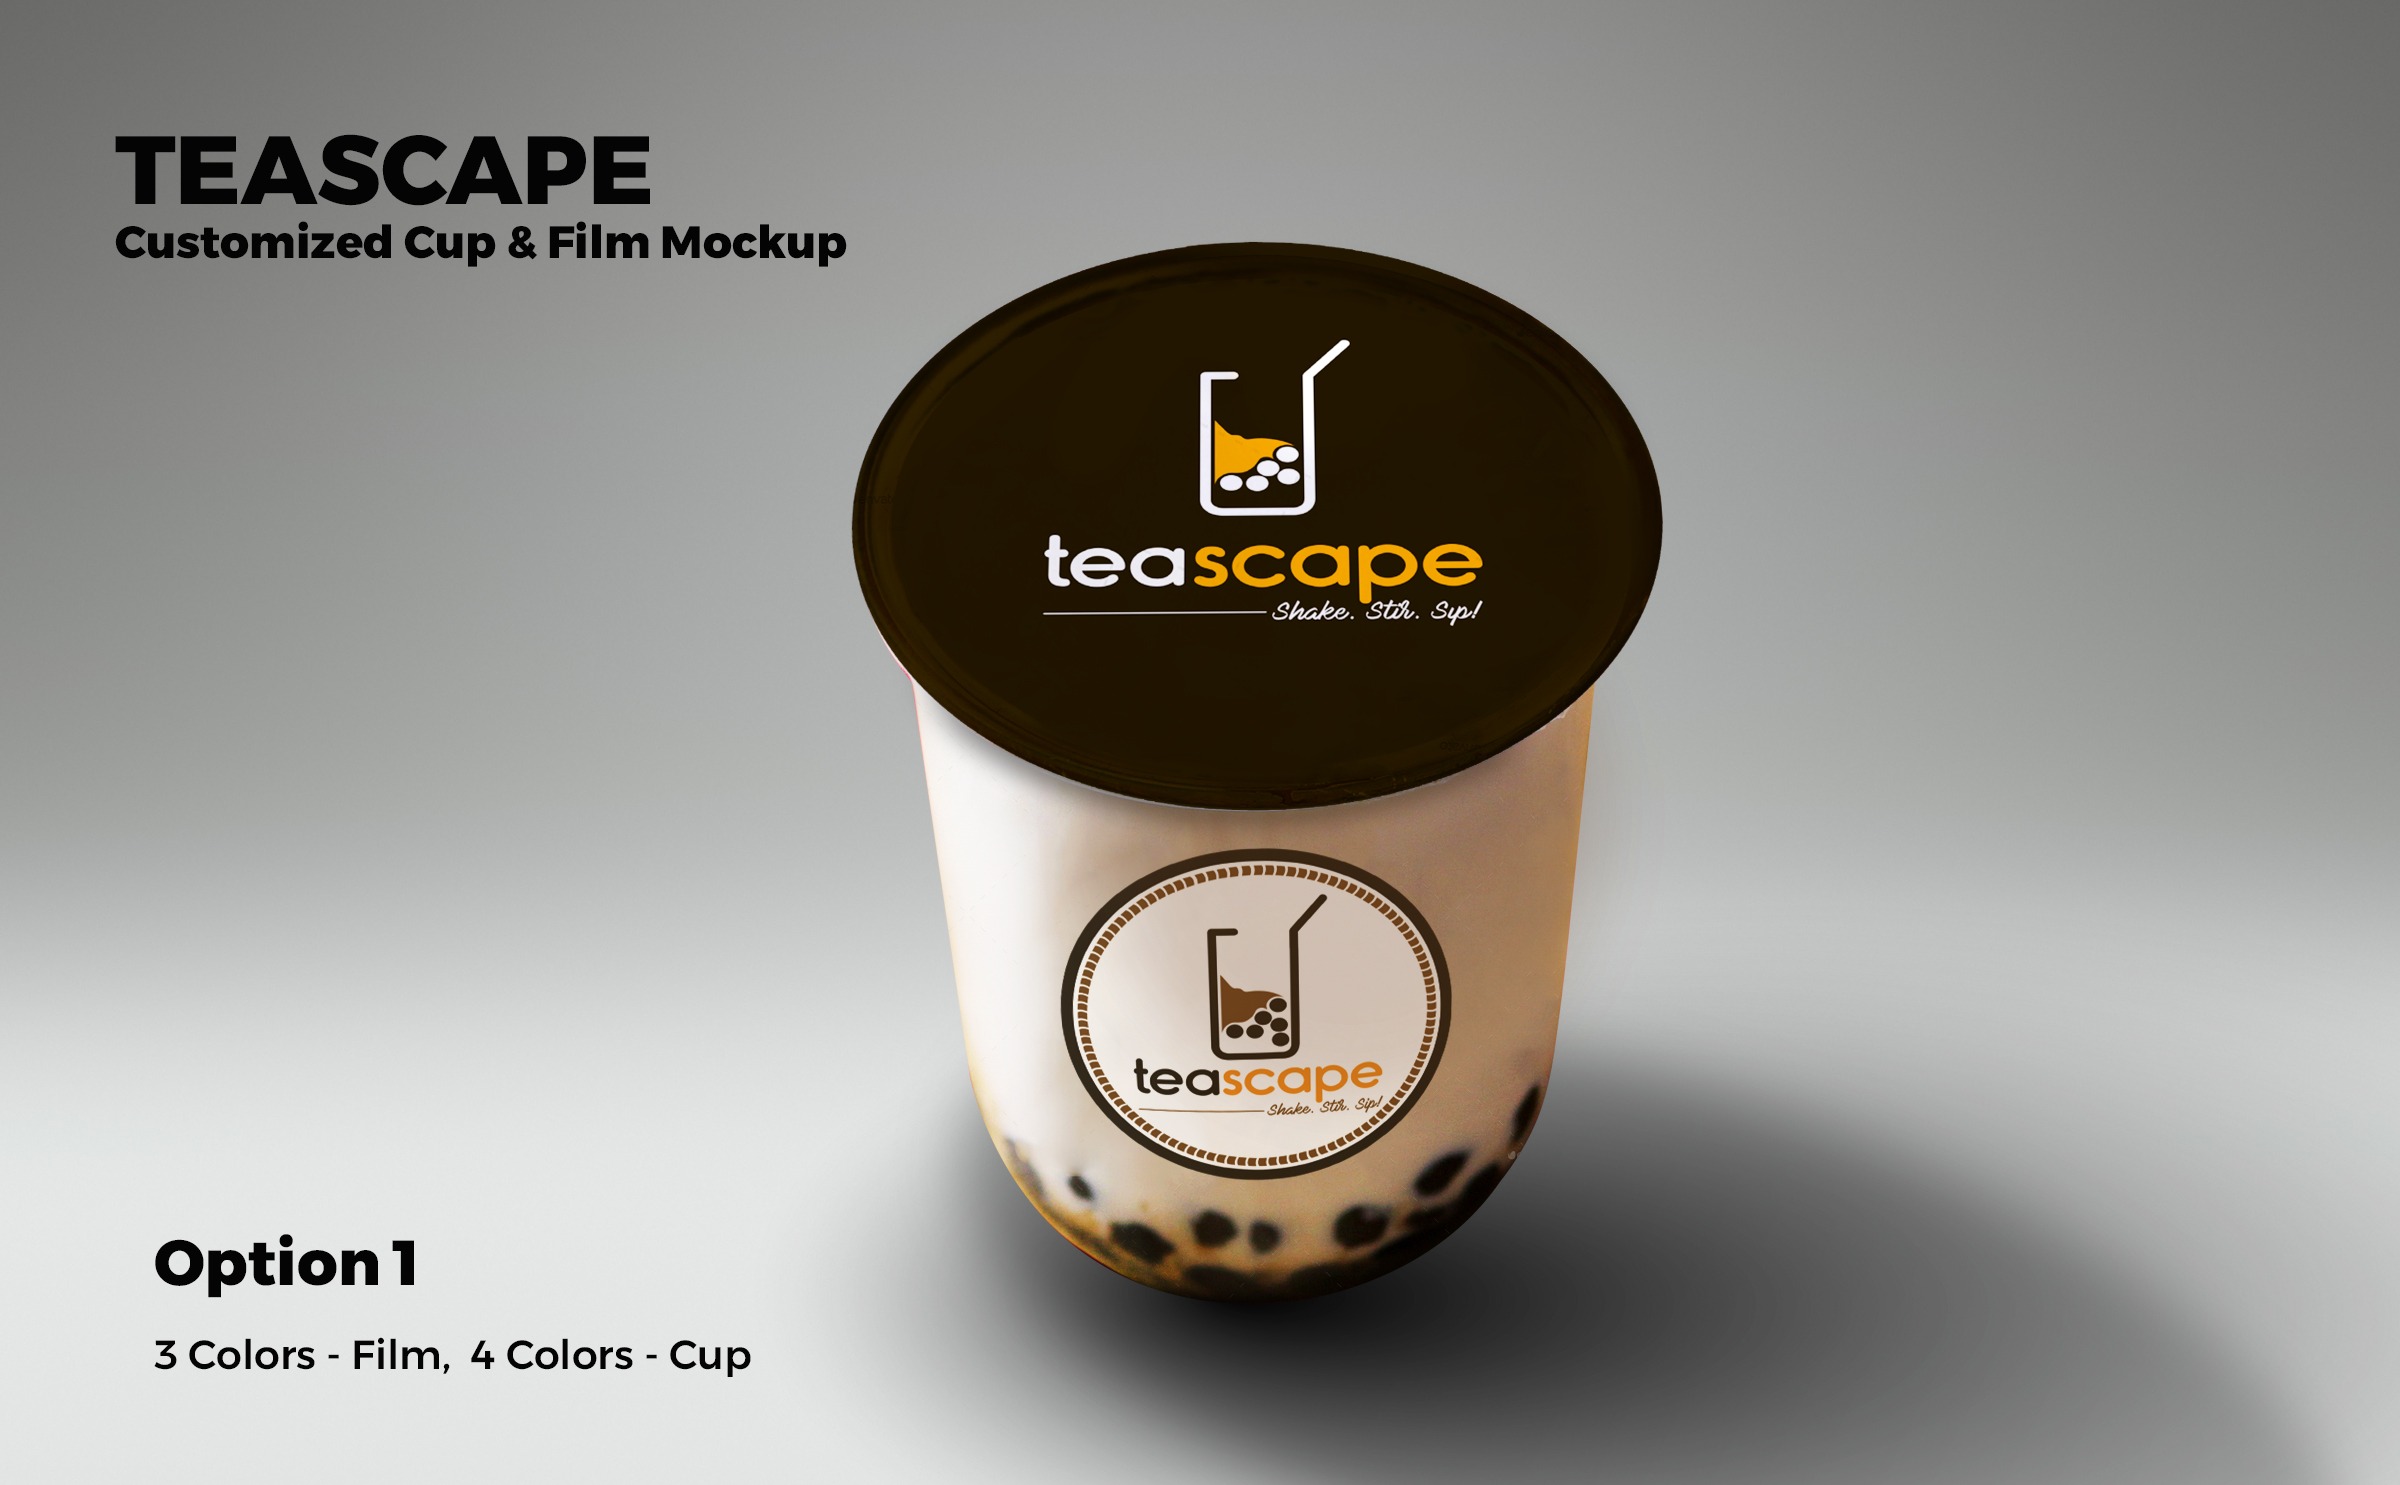 TEASCAPE
Customized Cup & Film Mockup
teascape
Shake. Stir. Sip!
teascape
Shake. Stir. Sip!
Option 1
3 Colors - Film, 4 Colors - Cup